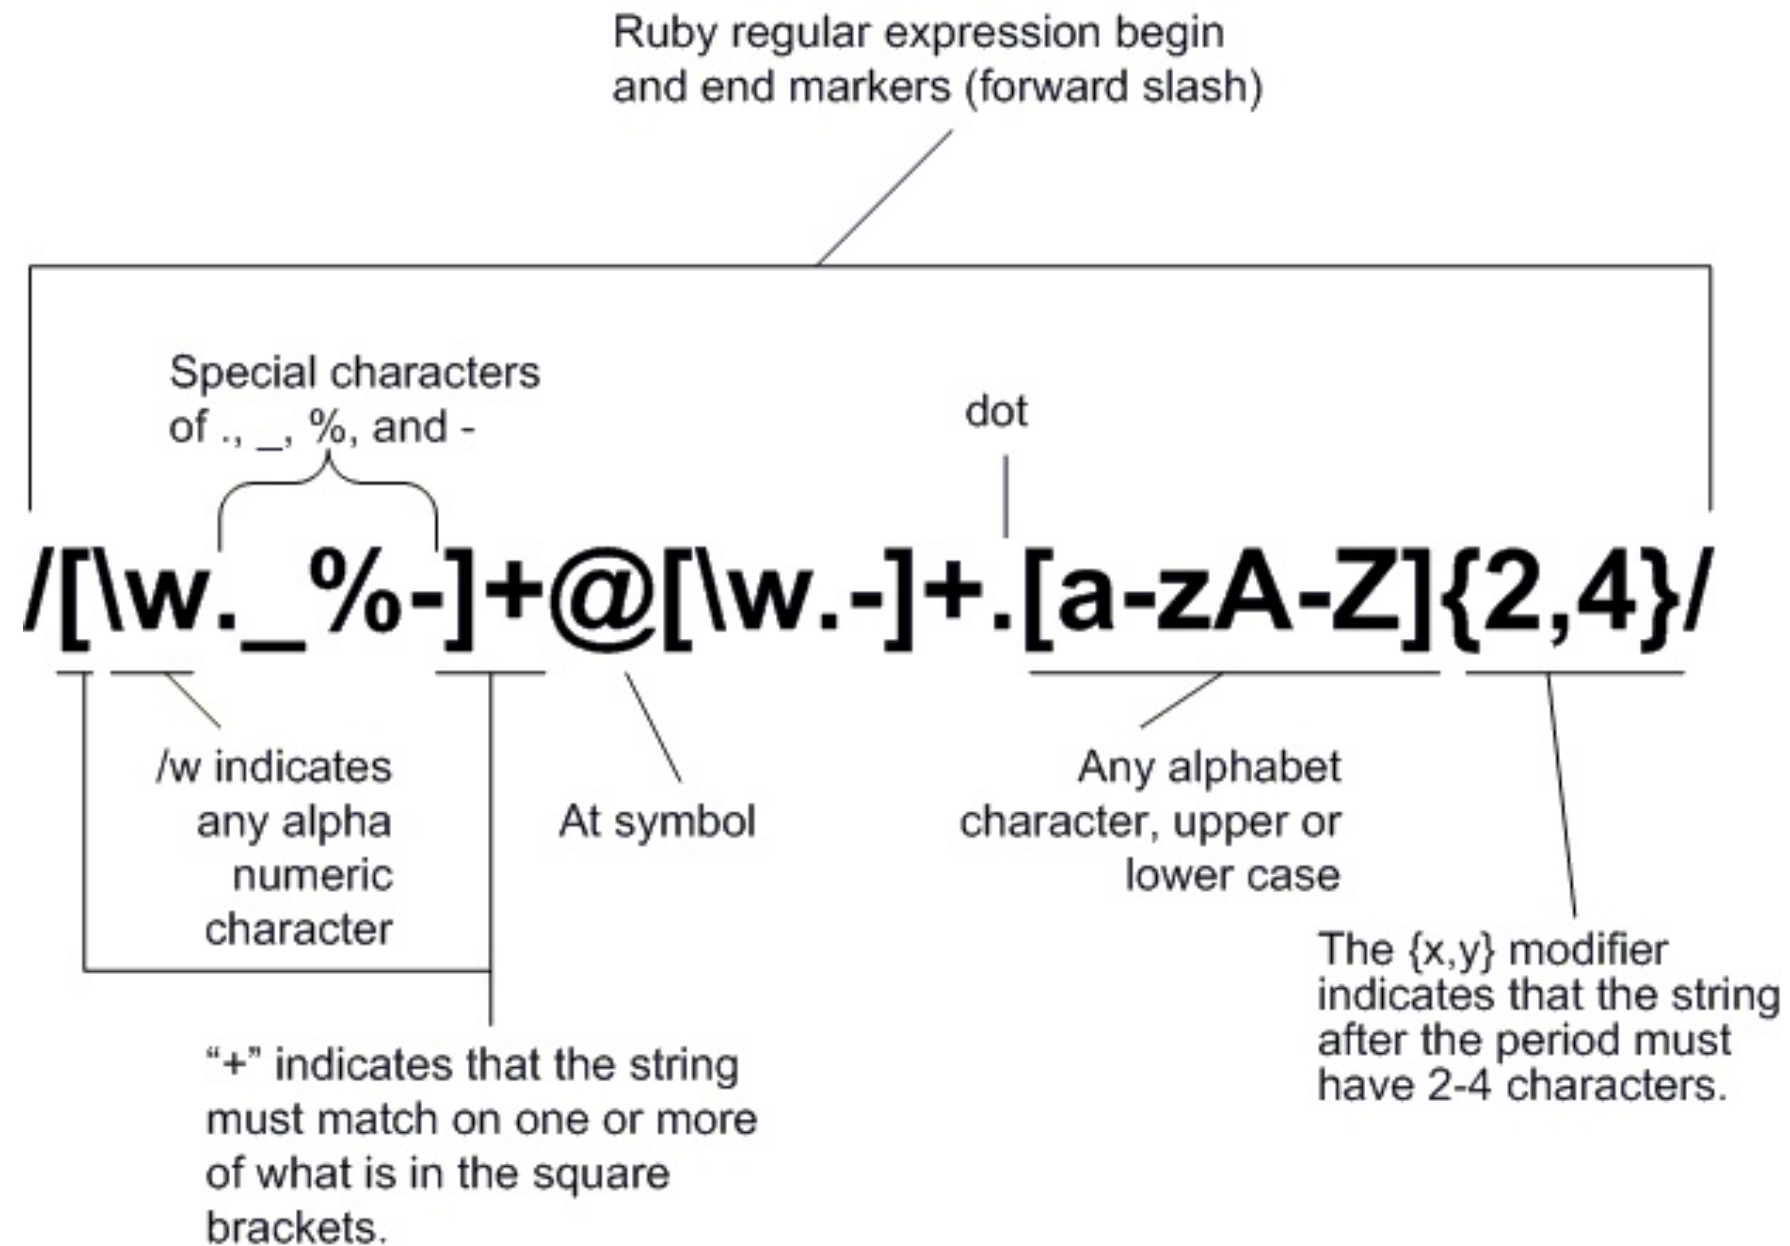 Ruby regular expression begin
and end markers (forward slash)
Special characters
of ., _, %, and -
dot
/[\w._%-]+@[\w.-]+.[a-zA-Z]{2,4}/
/w indicates
any alpha
numeric
character
At symbol
Any alphabet
character, upper or
lower case
The {x,y} modifier
indicates that the string
after the period must
have 2-4 characters.
“+” indicates that the string
must match on one or more
of what is in the square
brackets.